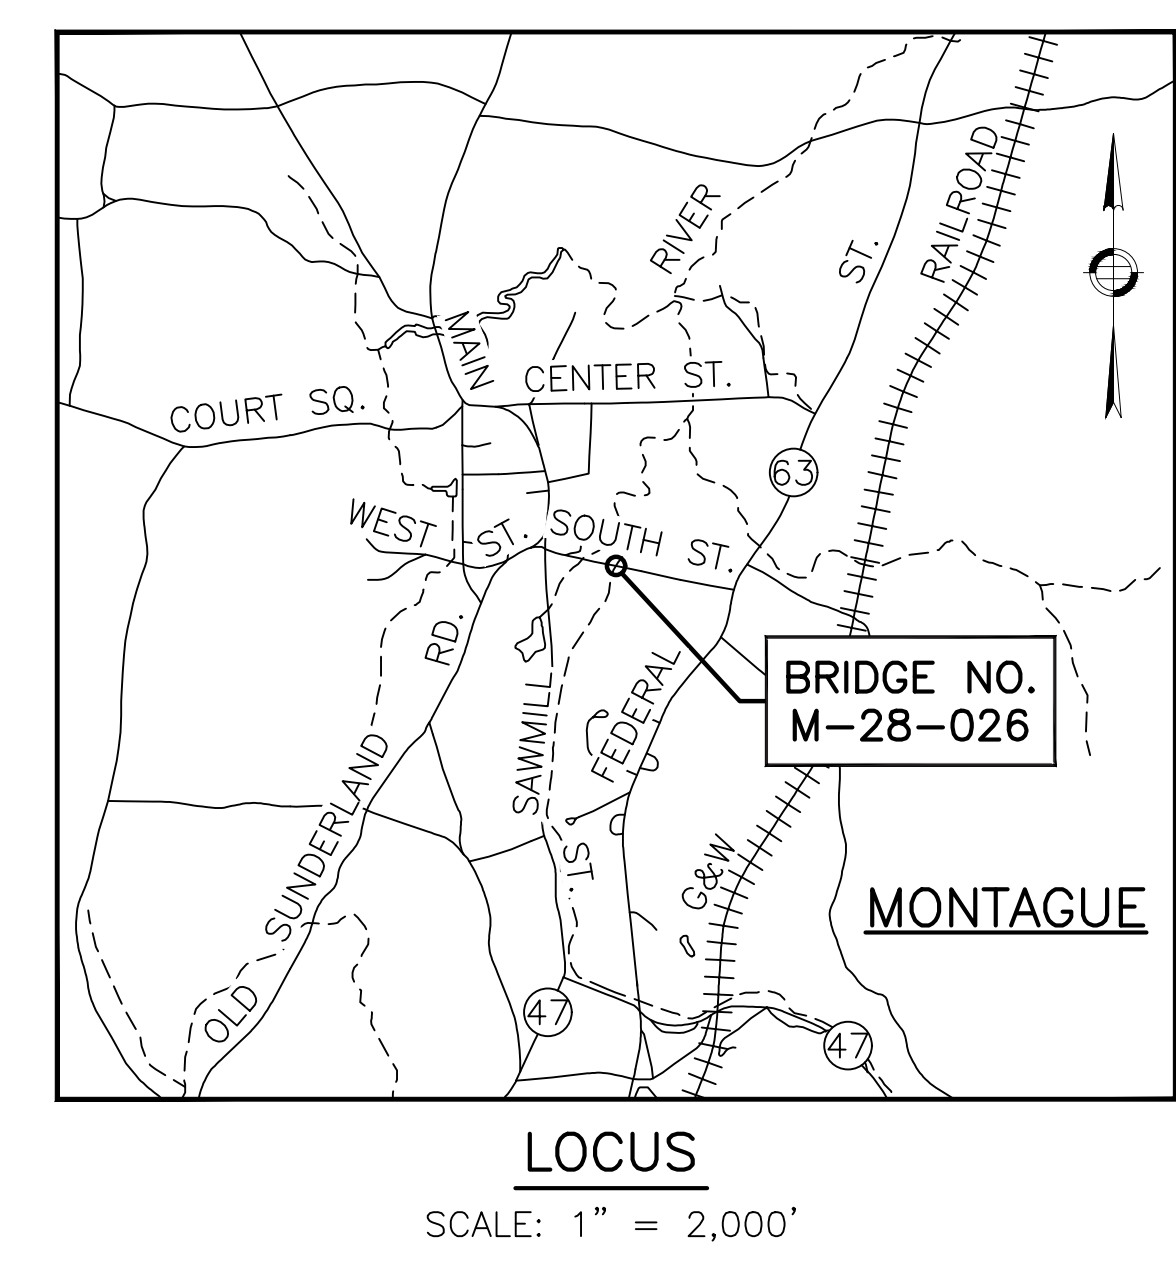 RIVER
ST.
RAILROAD
MAIN
CENTER ST.
COURT SQ.
63
WEST ST.
SOUTH ST.
RD.
BRIDGE NO.
M-28-026
SAWMILL
FEDERAL
SUNDERLAND
ST.
G&W
MONTAGUE
OLD
47
47
LOCUS
SCALE: 1" = 2,000'